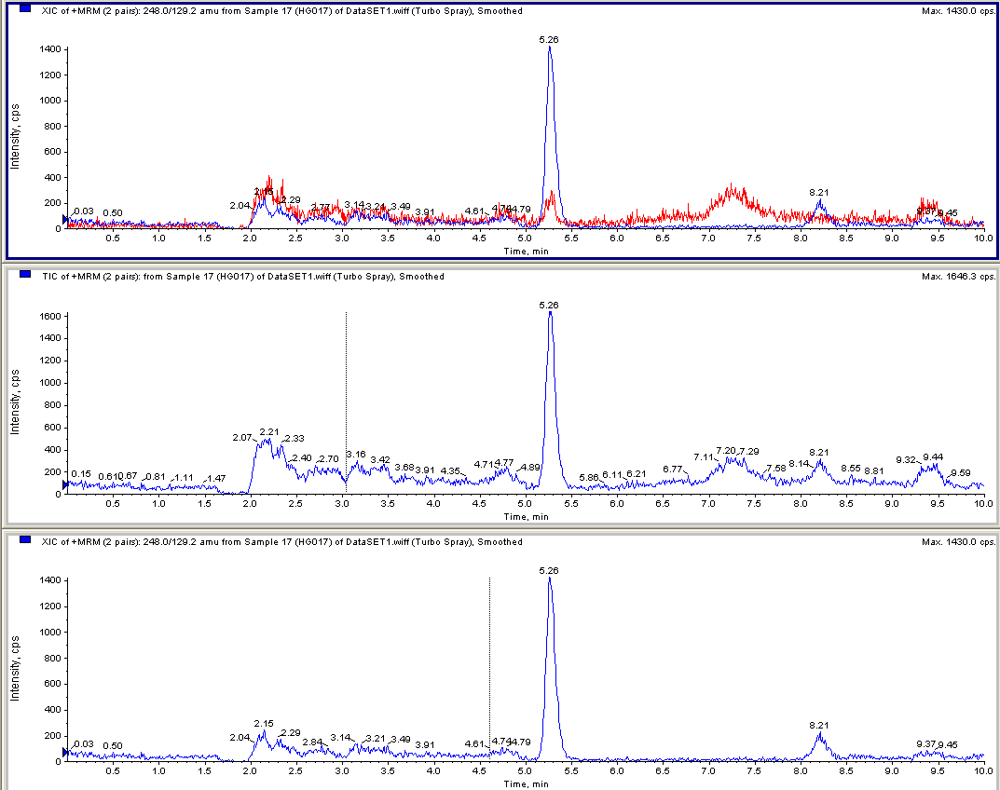 XIC of +MRM (2 pairs): 248.0/129.2 amu from Sample 17 (HG017) of DataSET1.wiff (Turbo Spray), Smoothed Max. 1430.0 cps.
5.26
1400
1200
1000
800
600
400
200
0
Intensity, cps
0.03 0.50 2.04 2.15 2.29 2.77 3.14 3.24 3.49 3.91 4.61 4.74 4.79 8.21 9.37 9.45
0.5 1.0 1.5 2.0 2.5 3.0 3.5 4.0 4.5 5.0 5.5 6.0 6.5 7.0 7.5 8.0 8.5 9.0 9.5 10.0
Time, min
TIC of +MRM (2 pairs): from Sample 17 (HG017) of DataSET1.wiff (Turbo Spray), Smoothed Max. 1646.3 cps.
5.26
1600
1400
1200
1000
800
600
400
200
0
Intensity, cps
0.15 0.61 0.67 0.81 1.11 1.47 2.07 2.21 2.33 2.40 2.70 3.16 3.42 3.68 3.91 4.35 4.71 4.77 4.89 5.86 6.11 6.21 6.77 7.11 7.20 7.29 7.58 8.14 8.21 8.55 8.81 9.32 9.44 9.59
0.5 1.0 1.5 2.0 2.5 3.0 3.5 4.0 4.5 5.0 5.5 6.0 6.5 7.0 7.5 8.0 8.5 9.0 9.5 10.0
Time, min
XIC of +MRM (2 pairs): 248.0/129.2 amu from Sample 17 (HG017) of DataSET1.wiff (Turbo Spray), Smoothed Max. 1430.0 cps.
5.26
1400
1200
1000
800
600
400
200
0
Intensity, cps
0.03 0.50 2.04 2.15 2.29 2.84 3.14 3.21 3.49 3.91 4.61 4.74 4.79 8.21 9.37 9.45
0.5 1.0 1.5 2.0 2.5 3.0 3.5 4.0 4.5 5.0 5.5 6.0 6.5 7.0 7.5 8.0 8.5 9.0 9.5 10.0
Time, min